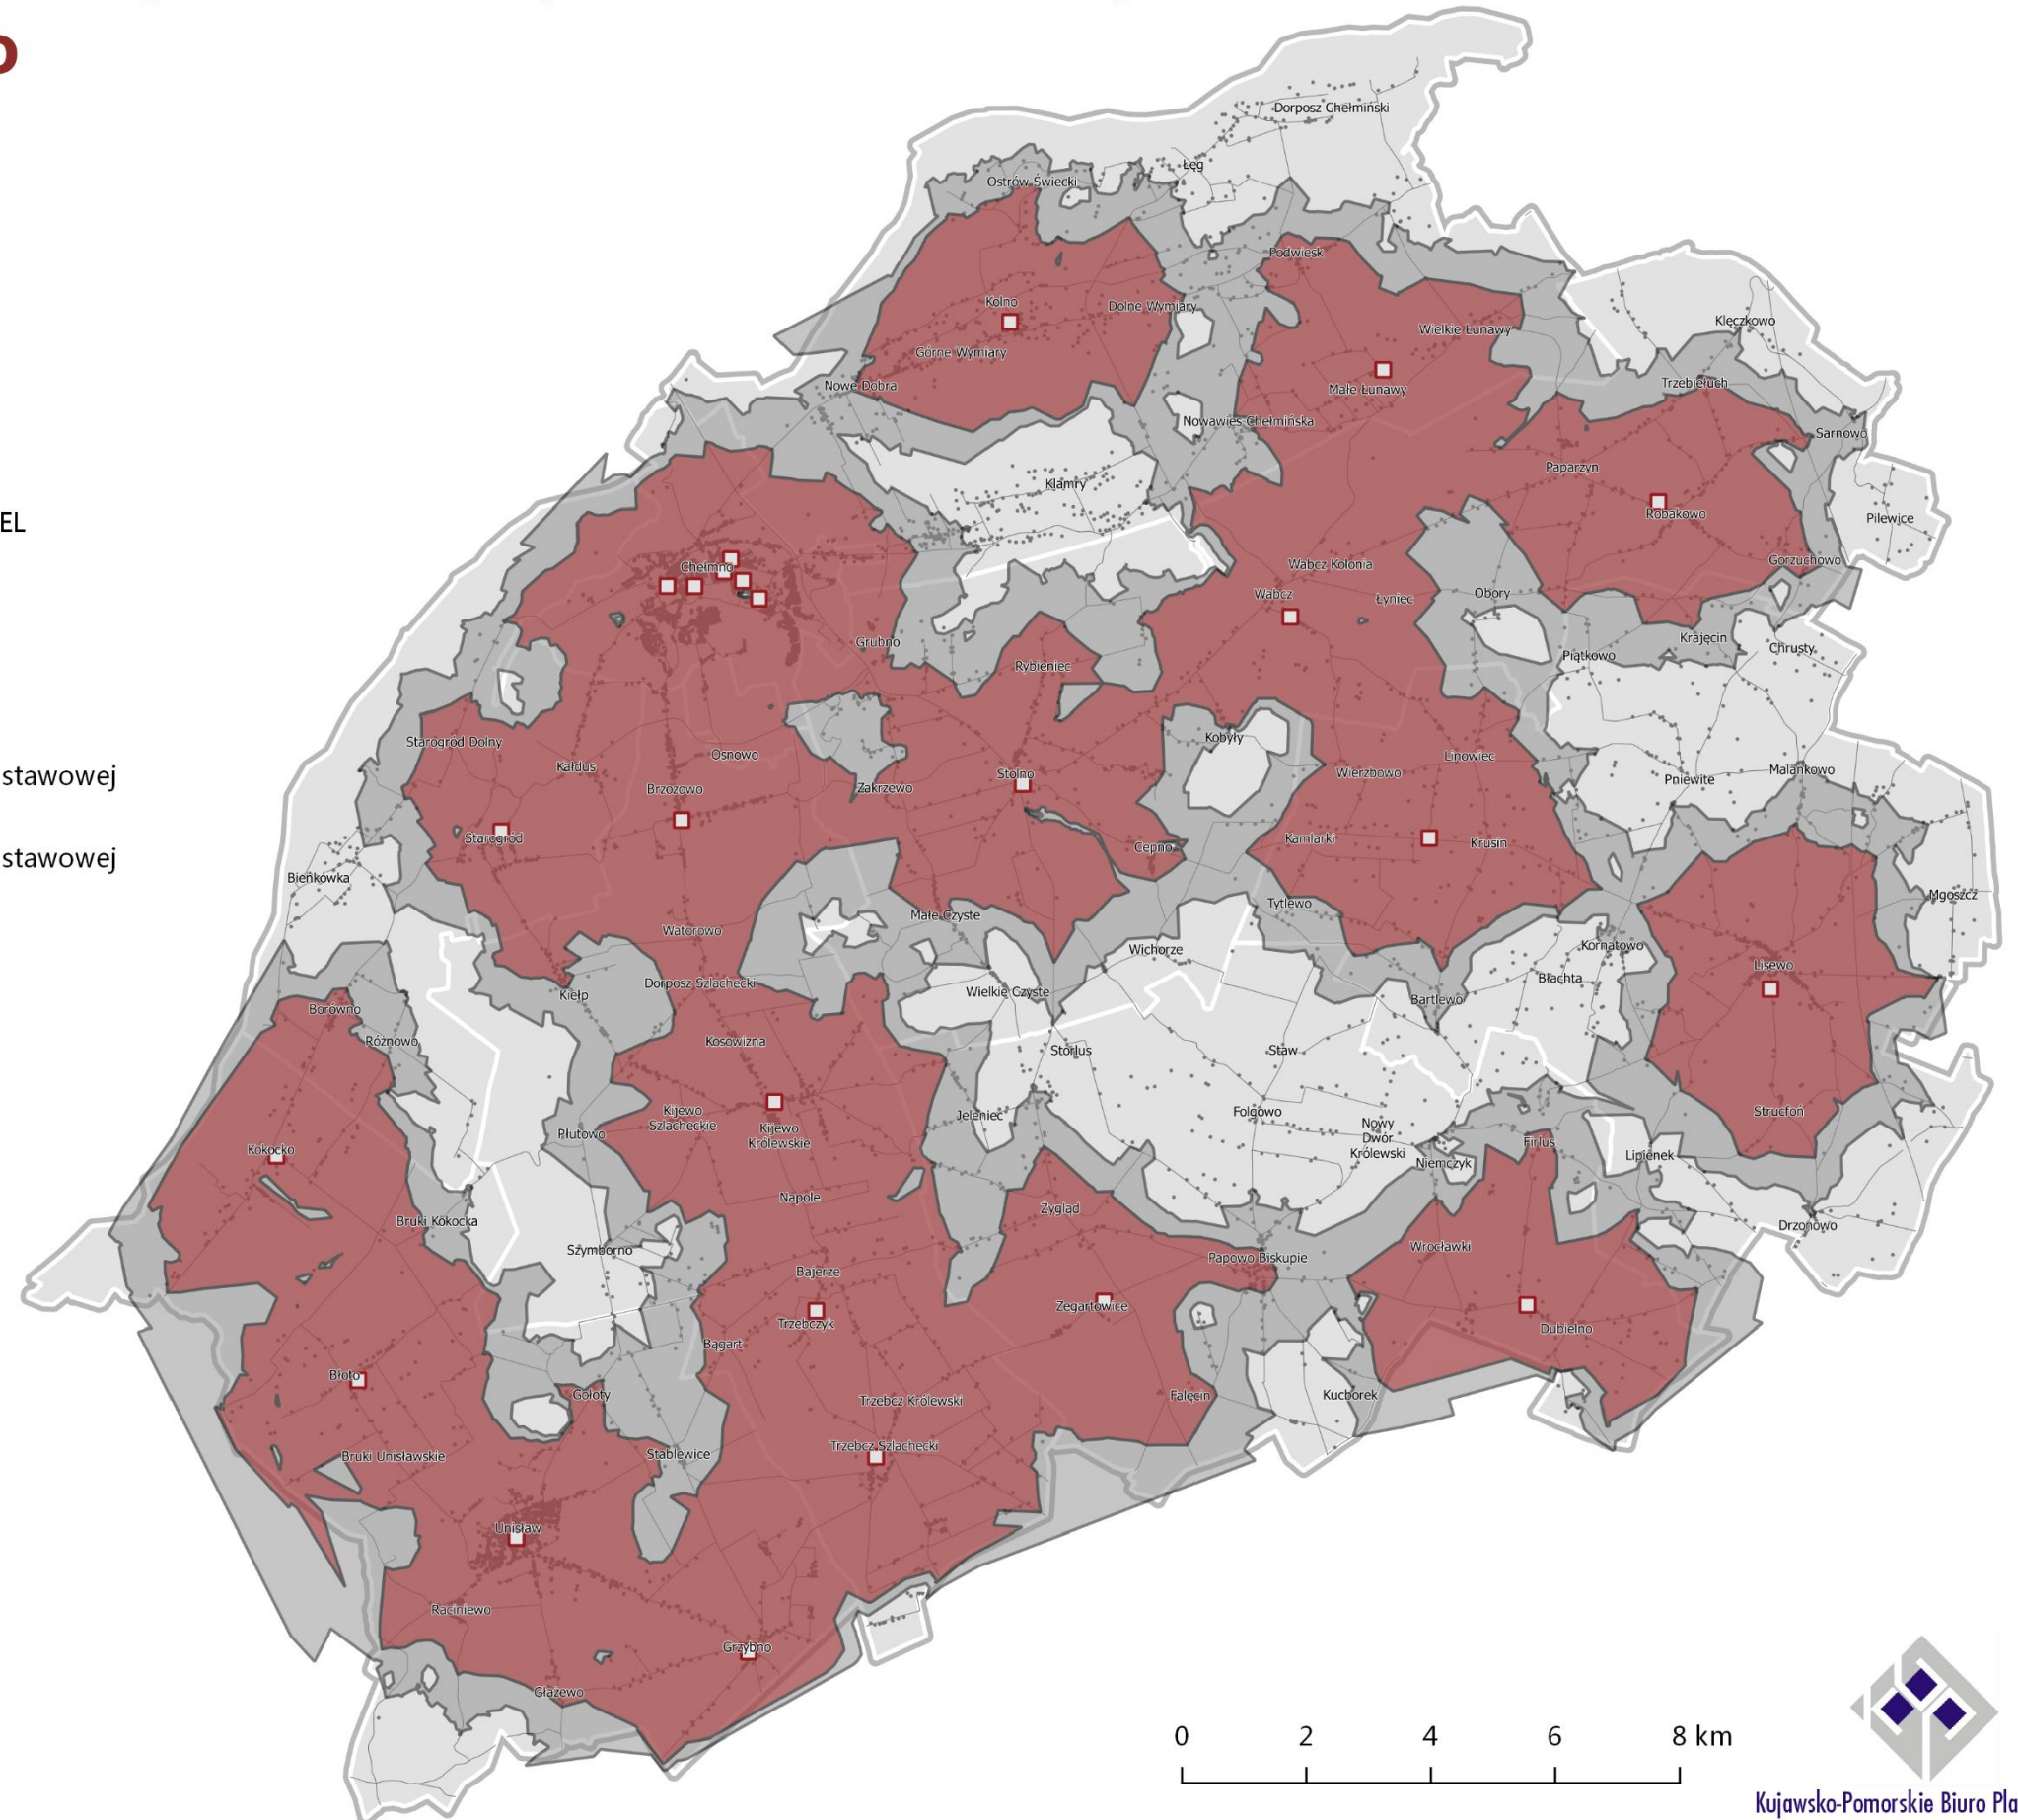 EL
stawowej
stawowej
Dorposz Chełmiński
Łęg
Ostrów Świecki
Podwiesk
Kolno
Dolne Wymiary
Klęczkowo
Wielkie Łunawy
Górne Wymiary
Nowe Dobra
Małe Łunawy
Trzebiełuch
Nowawieś Chełmińska
Sarnowo
Paparzyn
Klamry
Robakowo
Pilewice
Gorzuchowo
Chełmno
Wabcz Kolonia
Wabcz
Łyniec
Obory
Grubno
Krajęcin
Rybieniec
Piątkowo
Chrusty
Starogród Dolny
Kobyły
Osnowo
Linowiec
Kałdus
Stolno
Wierzbowo
Malankowo
Brzozowo
Zakrzewo
Pniewite
Starogród
Kamlarki
Krusin
Cepno
Bieńkówka
Mgoszcz
Tytlewo
Małe Czyste
Watorowo
Wichorze
Kornatowo
Lisewo
Błachta
Dorposz Szlachecki
Wielkie Czyste
Kiełp
Bartlewo
Borówno
Różnowo
Kosowizna
Storlus
Staw
Kijewo
Szlacheckie
Jeleniec
Folgowo
Strucfoń
Kijewo
Królewskie
Nowy
Dwór
Królewski
Płutowo
Firlus
Kokocko
Niemczyk
Lipienek
Napole
Żygląd
Bruki Kokocka
Drzonowo
Szymborno
Wrocławki
Papowo Biskupie
Bajerze
Zegartowice
Trzebczyk
Dubielno
Bągart
Błoto
Gołoty
Trzebcz Królewski
Falęcin
Kucborek
Trzebcz Szlachecki
Bruki Unisławskie
Stablewice
Unisław
Raciniewo
Grzybno
Głażewo
0 2 4 6 8 km
Kujawsko-Pomorskie Biuro Pla